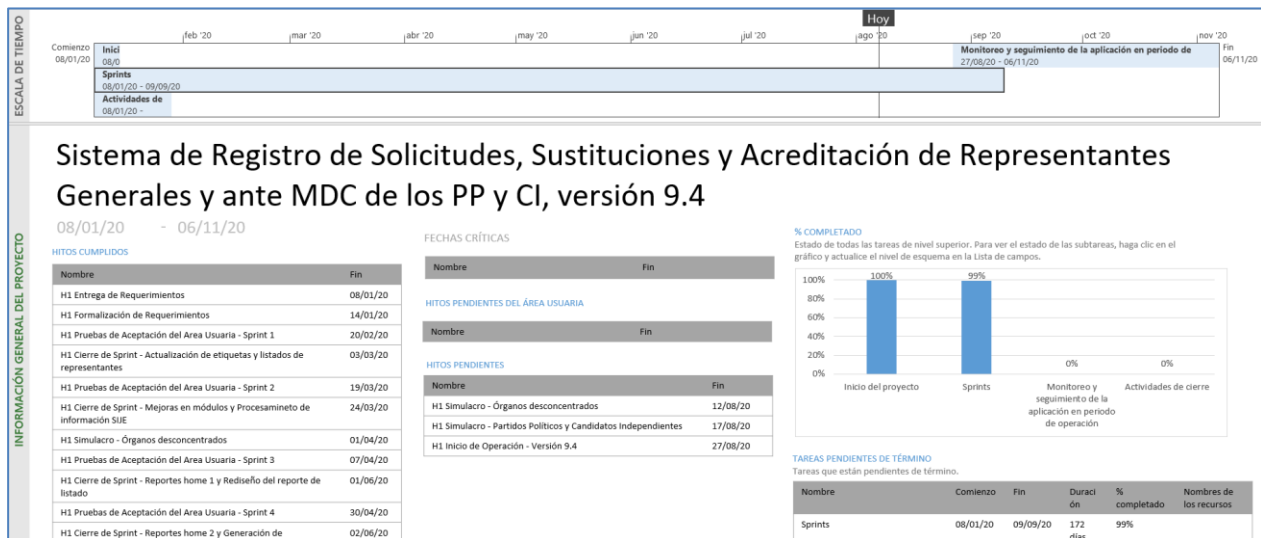 ESCALA DE TIEMPO
Hoy
feb '20 mar '20 abr '20 may '20 jun '20 jul '20 ago '20 sep '20 oct '20 nov '20
Comienzo
08/01/20
Inici
08/0
Monitoreo y seguimiento de la aplicación en periodo de
27/08/20 - 06/11/20
Fin
06/11/20
Sprints
08/01/20 - 09/09/20
Actividades de
08/01/20 -
INFORMACIÓN GENERAL DEL PROYECTO
Sistema de Registro de Solicitudes, Sustituciones y Acreditación de Representantes
Generales y ante MDC de los PP y CI, versión 9.4
08/01/20 - 06/11/20
HITOS CUMPLIDOS
Nombre Fin
H1 Entrega de Requerimientos 08/01/20
H1 Formalización de Requerimientos 14/01/20
H1 Pruebas de Aceptación del Area Usuaria - Sprint 1 20/02/20
H1 Cierre de Sprint - Actualización de etiquetas y listados de 03/03/20
representantes
H1 Pruebas de Aceptación del Area Usuaria - Sprint 2 19/03/20
H1 Cierre de Sprint - Mejoras en módulos y Procesamineto de 24/03/20
información SIJE
H1 Simulacro - Órganos desconcentrados 01/04/20
H1 Pruebas de Aceptación del Area Usuaria - Sprint 3 07/04/20
H1 Cierre de Sprint - Reportes home 1 y Rediseño del reporte de 01/06/20
listado
H1 Pruebas de Aceptación del Area Usuaria - Sprint 4 30/04/20
H1 Cierre de Sprint - Reportes home 2 y Generación de 02/06/20
FECHAS CRÍTICAS
Nombre Fin
HITOS PENDIENTES DEL ÁREA USUARIA
Nombre Fin
HITOS PENDIENTES
Nombre Fin
H1 Simulacro - Órganos desconcentrados 12/08/20
H1 Simulacro - Partidos Políticos y Candidatos Independientes 17/08/20
H1 Inicio de Operación - Versión 9.4 27/08/20
% COMPLETADO
Estado de todas las tareas de nivel superior. Para ver el estado de las subtareas, haga clic en el
gráfico y actualice el nivel de esquema en la Lista de campos.
100% 100% 99%
80%
60%
40%
20%
0% 0% 0%
Inicio del proyecto Sprints Monitoreo y Actividades de cierre
seguimiento de la
aplicación en periodo
de operación
TAREAS PENDIENTES DE TÉRMINO
Tareas que están pendientes de término.
Nombre Comienzo Fin Duraci % Nombres de
ón completado los recursos
Sprints 08/01/20 09/09/20 172 99%
días